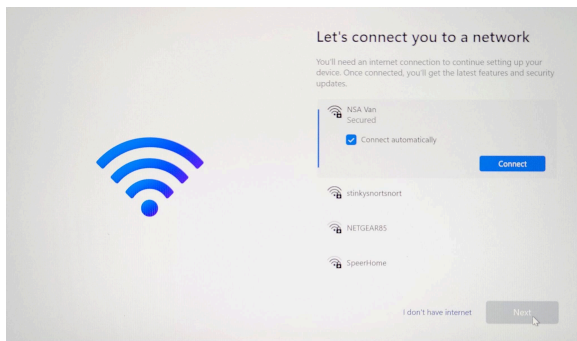 Let's connect you to a network
You'll need an internet connection to continue setting up your
device. Once connected, you'll get the latest features and security
updates.
NSA Van
Secured
Connect automatically
Connect
stinkysnortsnort
NETGEAR85
SpeerHome
I don't have internet
Next